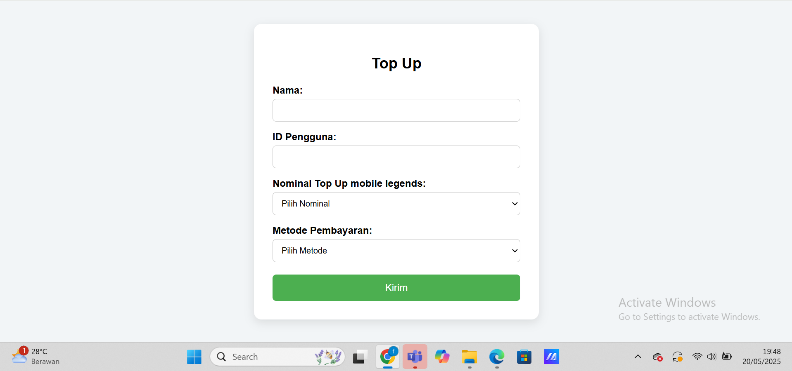 Top Up
Nama:
ID Pengguna:
Nominal Top Up mobile legends:
Pilih Nominal
Metode Pembayaran:
Pilih Metode
Kirim
Activate Windows
Go to Settings to activate Windows.
1
28°C
Berawan
Search
1
19:48
20/05/2025